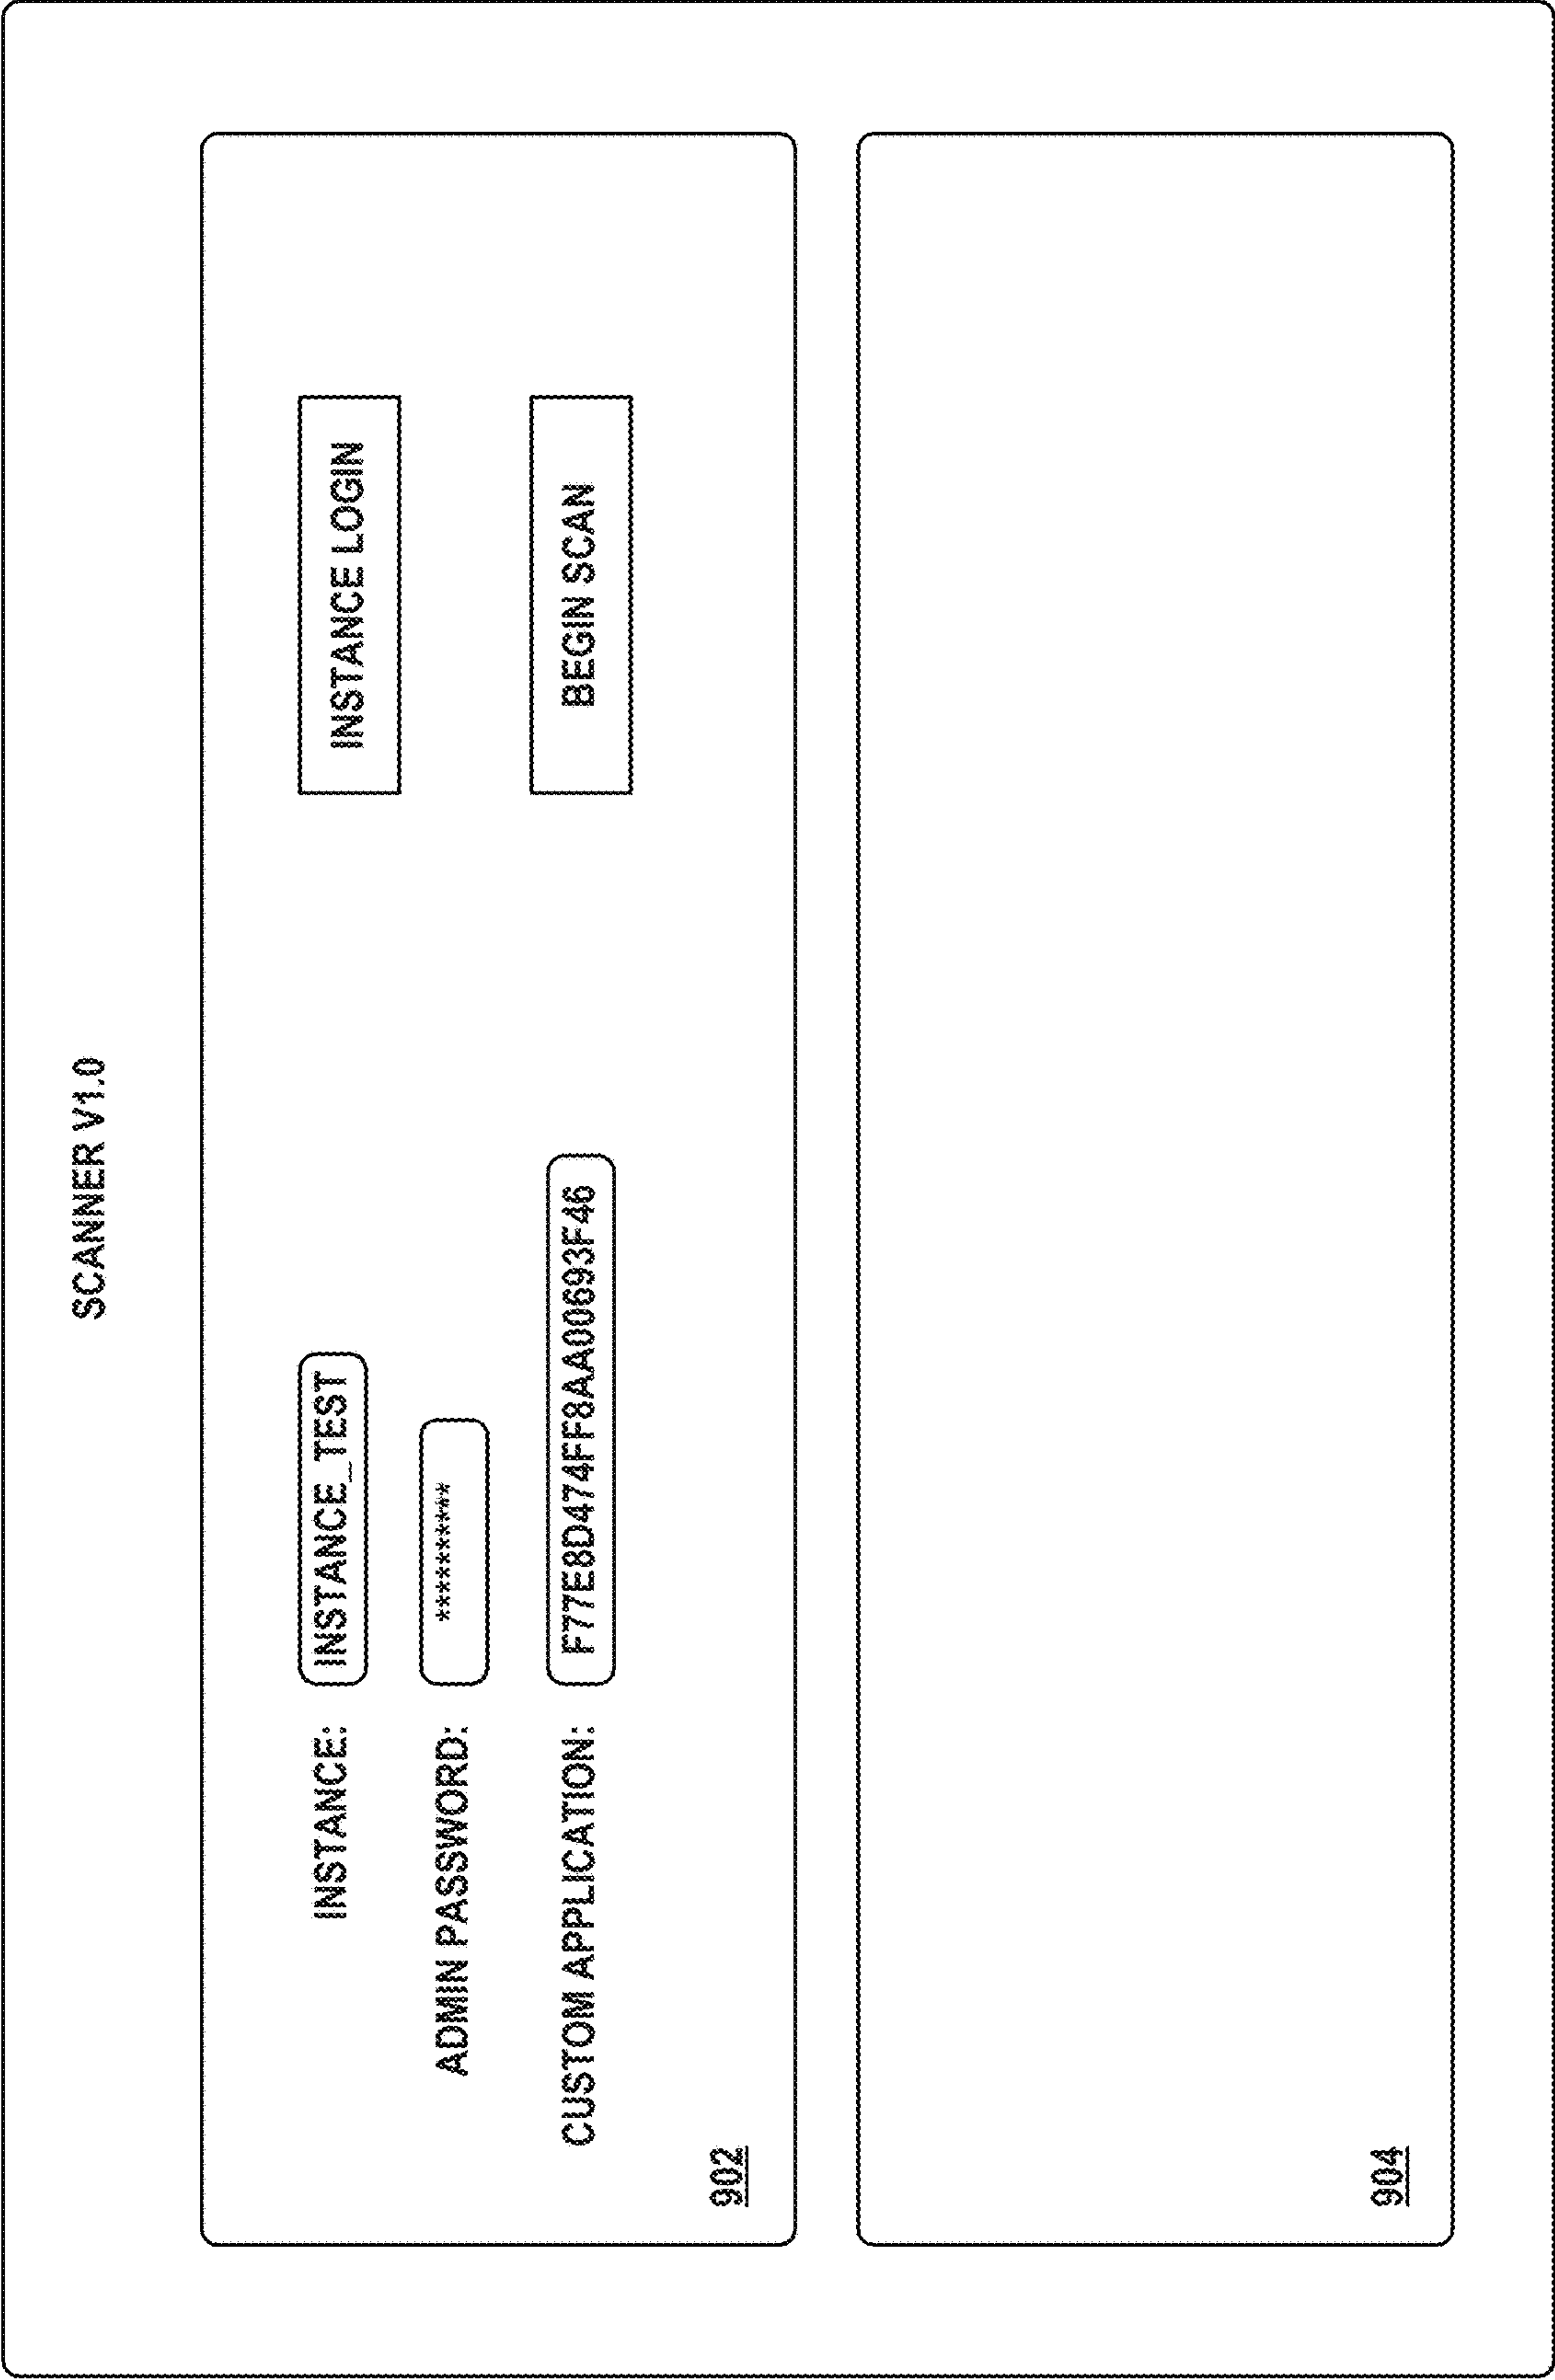 SCANNER V1.0
INSTANCE: INSTANCE_TEST
INSTANCE LOGIN
ADMIN PASSWORD: **********
CUSTOM APPLICATION: F77E8D474FF8AA00693F46
BEGIN SCAN
902
904